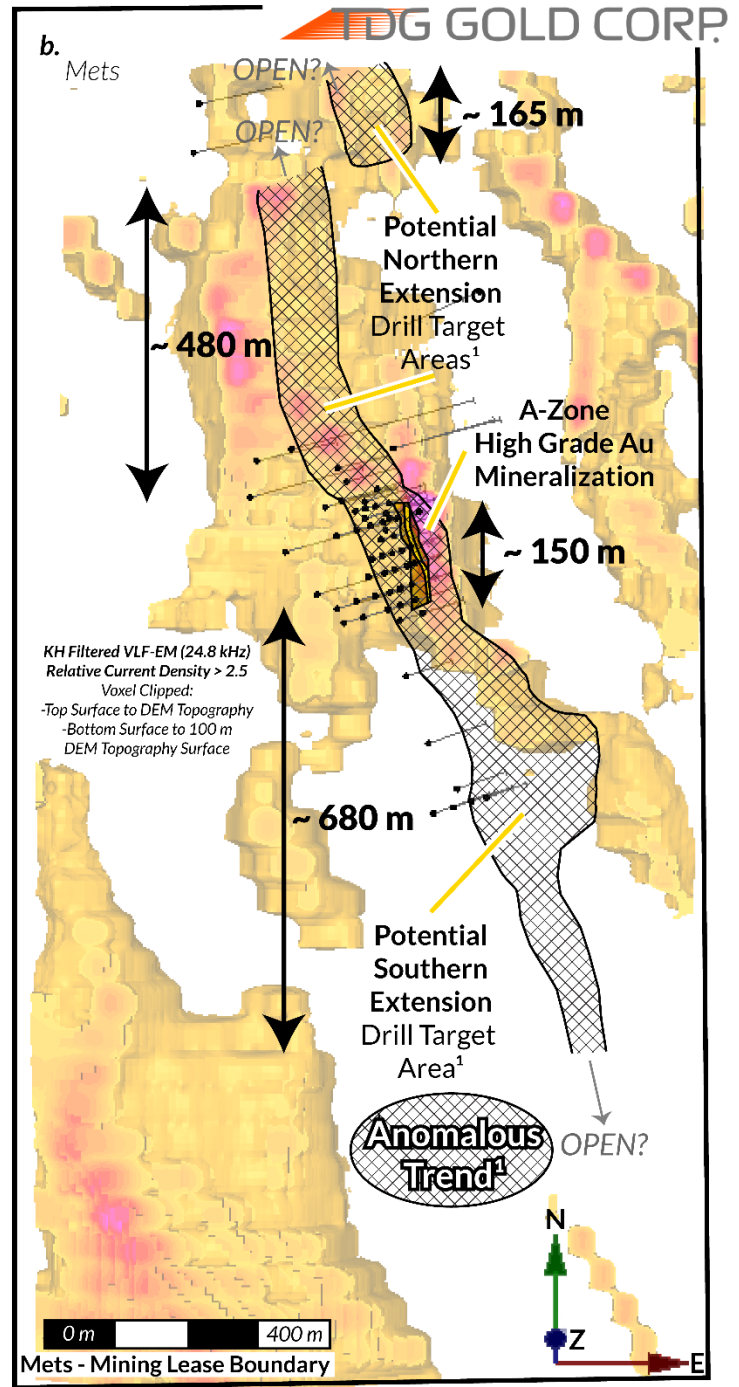 TDG GOLD CORP.
b.
Mets
OPEN?
~ 165 m
OPEN?
Potential
Northern
Extension
Drill Target
Areas¹
~ 480 m
A-Zone
High Grade Au
Mineralization
~ 150 m
KH Filtered VLF-EM (24.8 kHz)
Relative Current Density > 2.5
Voxel Clipped:
-Top Surface to DEM Topography
-Bottom Surface to 100 m
DEM Topography Surface
~ 680 m
Potential
Southern
Extension
Drill Target
Area¹
Anomalous
Trend¹
OPEN?
N
Z
E
0 m
400 m
Mets - Mining Lease Boundary